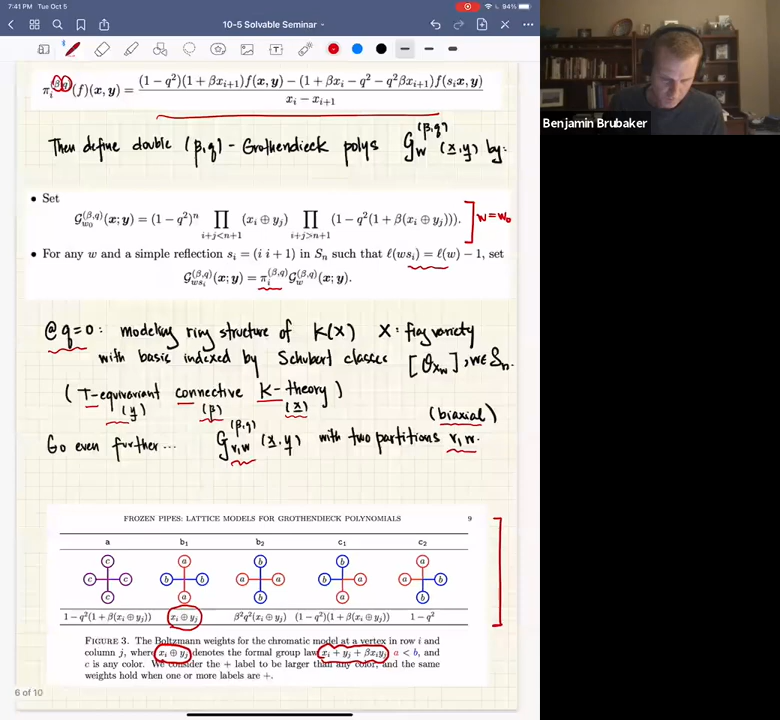 7:41 PM Tue Oct 5
94%
10-5 Solvable Seminar
π_i^{(β,q)}(f)(x, y) = \frac{(1 − q²)(1 + βx_{i+1})f(x, y) − (1 + βx_i − q² − q²βx_{i+1})f(s_i x, y)}{x_i − x_{i+1}}
Then define double (β,q) - Grothendieck polys G_w^{(β,q)} (x,y) by:
• Set
G_{w_0}^{(β,q)}(x; y) = (1 − q²)^n ∏_{i+j<n+1} (x_i ⊕ y_j) ∏_{i+j>n+1} (1 − q²(1 + β(x_i ⊕ y_j))). ] w = w_0
• For any w and a simple reflection s_i = (i i + 1) in S_n such that ℓ(ws_i) = ℓ(w) − 1, set
G_{ws_i}^{(β,q)}(x; y) = π_i^{(β,q)} G_w^{(β,q)}(x; y).
@ q=0: modeling ring structure of K(X) X: flag variety
with basis indexed by Schubert classes [O_{X_w}], w∈S_n.
( T-equivariant connective K-theory )
(y) (β) (x)
(biaxial)
Go even further... G_{v,w}^{(β,q)} (x,y) with two partitions v,w.
FROZEN PIPES: LATTICE MODELS FOR GROTHENDIECK POLYNOMIALS 9
a b₁ b₂ c₁ c₂
c a b b a
c c b b a a b a a b
c a b a b
1 − q²(1 + β(x_i ⊕ y_j)) x_i ⊕ y_j β²q²(x_i ⊕ y_j) (1 − q²)(1 + β(x_i ⊕ y_j)) 1 − q²
FIGURE 3. The Boltzmann weights for the chromatic model at a vertex in row i and
column j, where x_i ⊕ y_j denotes the formal group law x_i + y_j + βx_iy_j, a < b, and
c is any color. We consider the + label to be larger than any color, and the same
weights hold when one or more labels are +.
6 of 10
Benjamin Brubaker